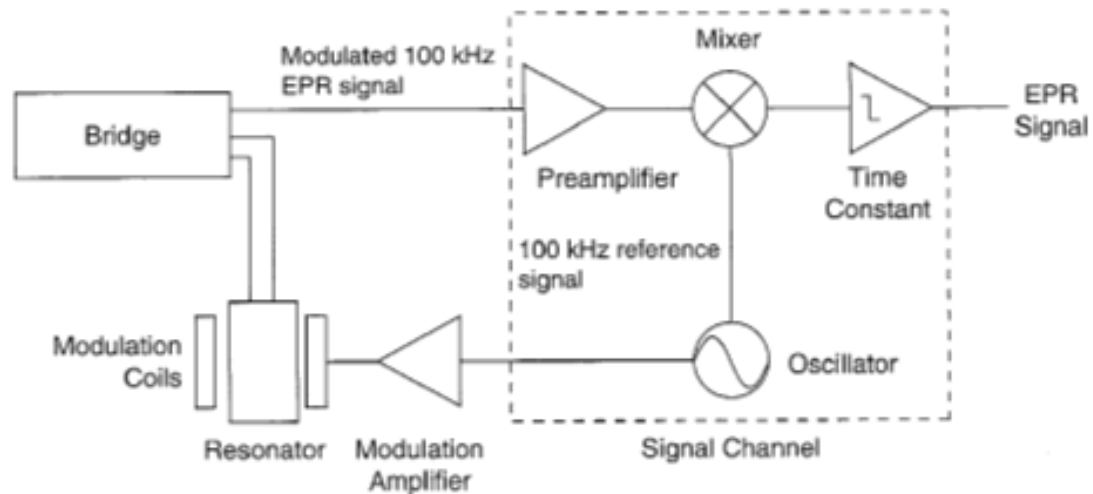 Mixer
Modulated 100 kHz
EPR signal
EPR
Signal
Bridge
Preamplifier
Time
Constant
100 kHz reference
signal
Modulation
Coils
Oscillator
Resonator
Modulation
Amplifier
Signal Channel